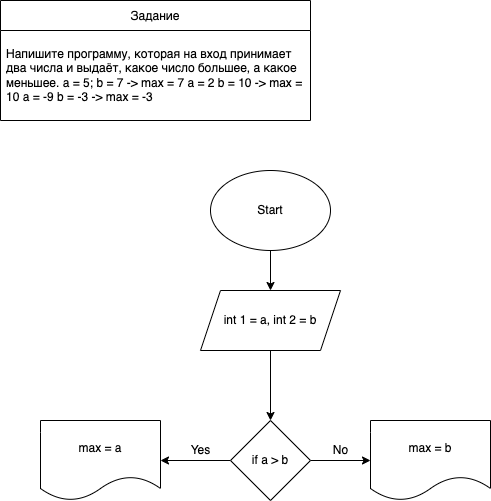 Задание
Напишите программу, которая на вход принимает
два числа и выдаёт, какое число большее, а какое
меньшее. a = 5; b = 7 -> max = 7 a = 2 b = 10 -> max =
10 a = -9 b = -3 -> max = -3
Start
int 1 = a, int 2 = b
max = a
Yes
if a > b
No
max = b